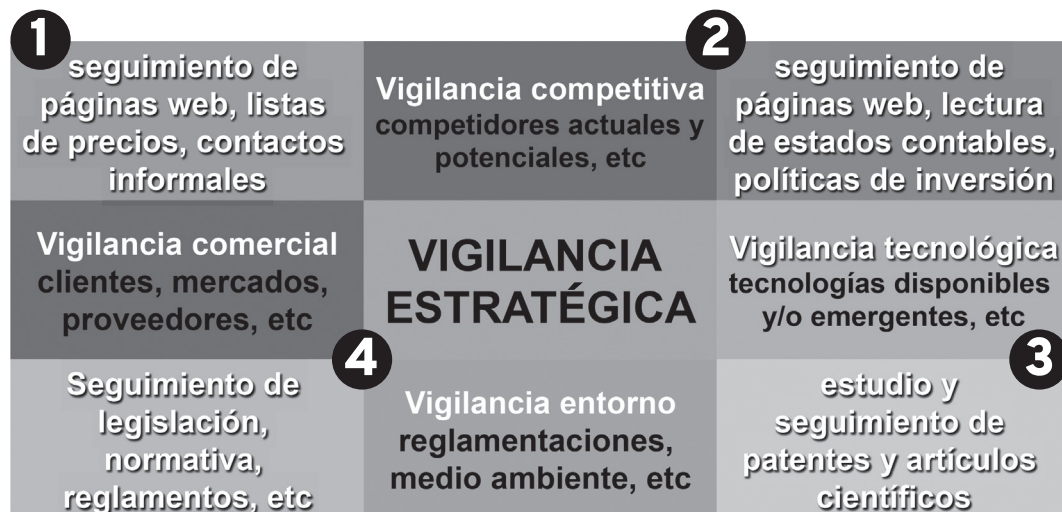 1
seguimiento de
páginas web, listas
de precios, contactos
informales
Vigilancia competitiva
competidores actuales y
potenciales, etc
2
seguimiento de
páginas web, lectura
de estados contables,
políticas de inversión
Vigilancia comercial
clientes, mercados,
proveedores, etc
VIGILANCIA
ESTRATÉGICA
Vigilancia tecnológica
tecnologías disponibles
y/o emergentes, etc
4
Seguimiento de
legislación,
normativa,
reglamentos, etc
Vigilancia entorno
reglamentaciones,
medio ambiente, etc
3
estudio y
seguimiento de
patentes y artículos
científicos